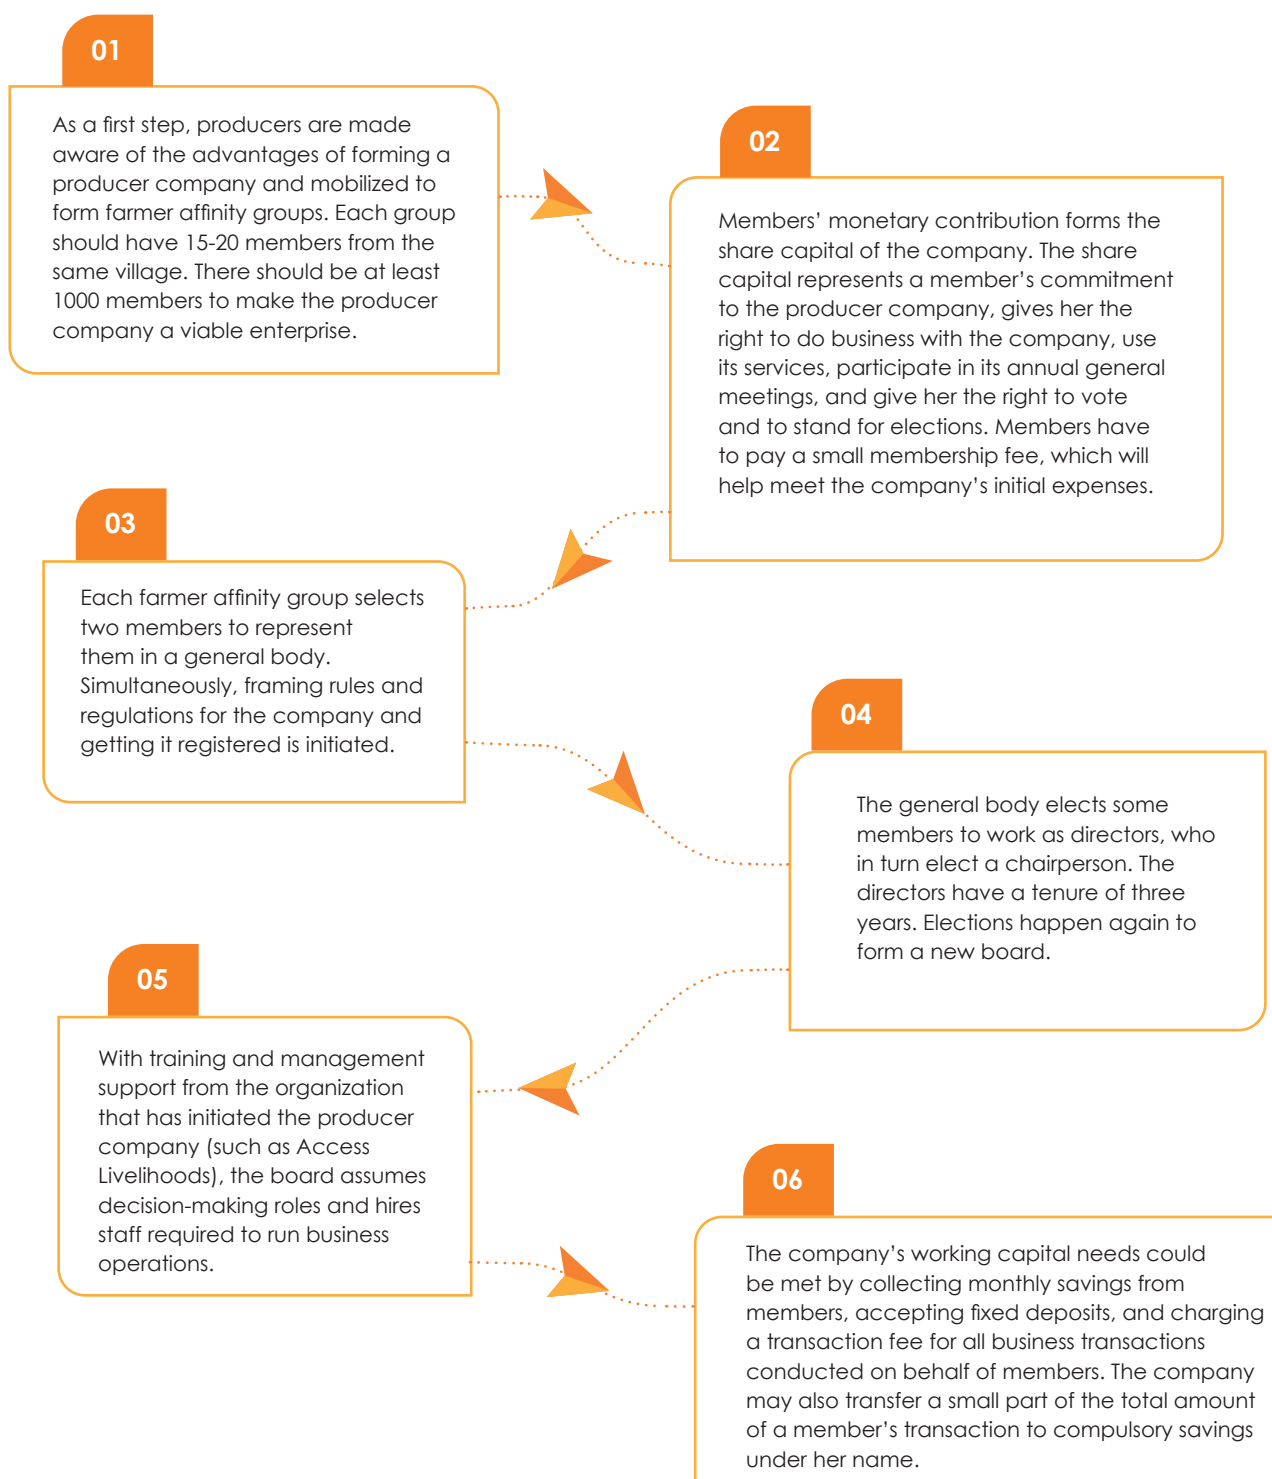 01
As a first step, producers are made
aware of the advantages of forming a
producer company and mobilized to
form farmer affinity groups. Each group
should have 15-20 members from the
same village. There should be at least
1000 members to make the producer
company a viable enterprise.
02
Members’ monetary contribution forms the
share capital of the company. The share
capital represents a member’s commitment
to the producer company, gives her the
right to do business with the company, use
its services, participate in its annual general
meetings, and give her the right to vote
and to stand for elections. Members have
to pay a small membership fee, which will
help meet the company’s initial expenses.
03
Each farmer affinity group selects
two members to represent
them in a general body.
Simultaneously, framing rules and
regulations for the company and
getting it registered is initiated.
04
The general body elects some
members to work as directors, who
in turn elect a chairperson. The
directors have a tenure of three
years. Elections happen again to
form a new board.
05
With training and management
support from the organization
that has initiated the producer
company (such as Access
Livelihoods), the board assumes
decision-making roles and hires
staff required to run business
operations.
06
The company’s working capital needs could
be met by collecting monthly savings from
members, accepting fixed deposits, and charging
a transaction fee for all business transactions
conducted on behalf of members. The company
may also transfer a small part of the total amount
of a member’s transaction to compulsory savings
under her name.